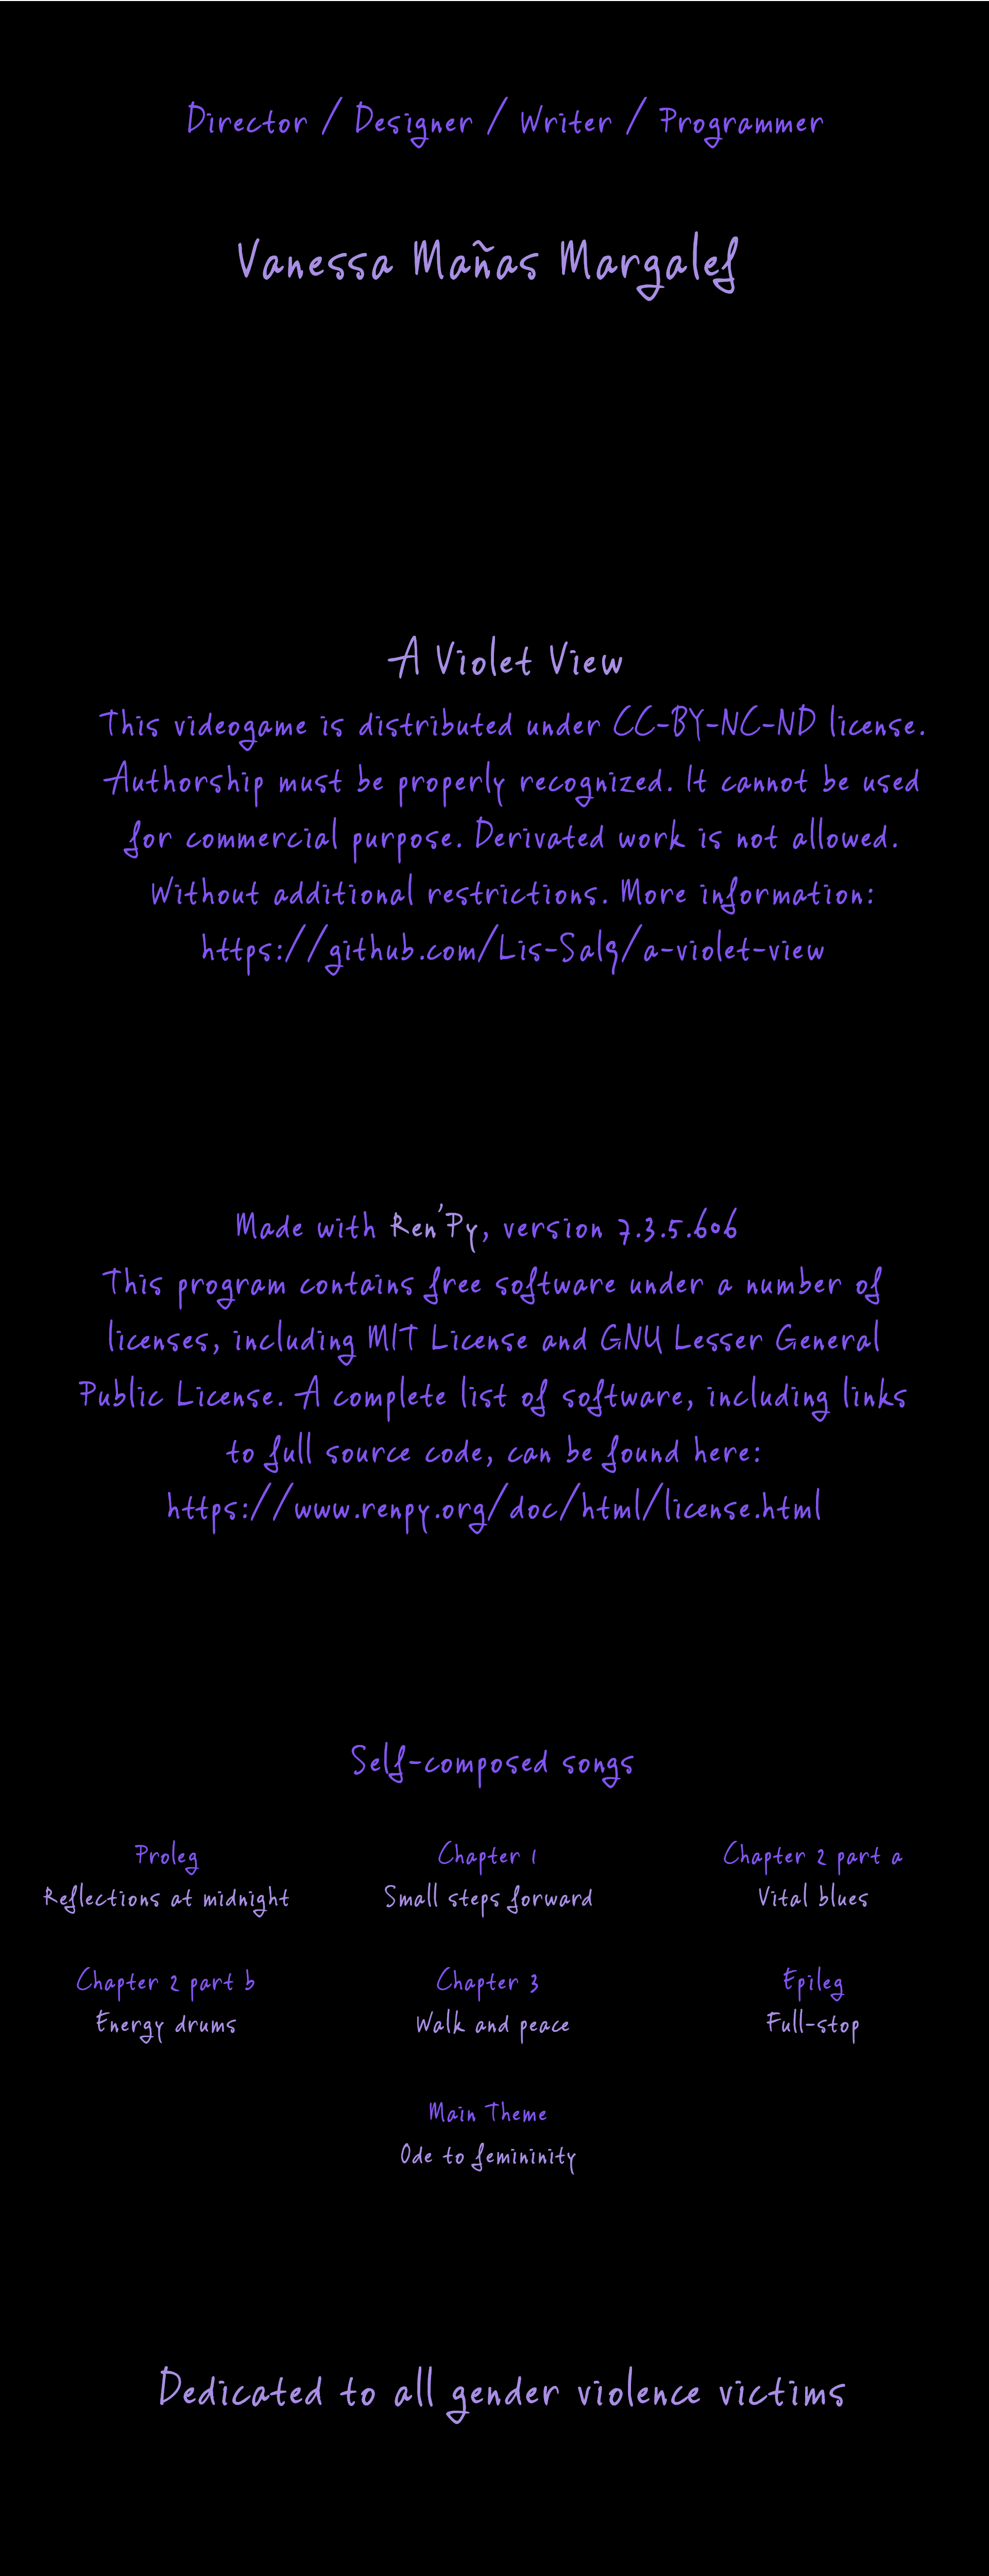 Director / Designer / Writer / Programmer
Vanessa Mañas Margalef
A Violet View
This videogame is distributed under CC-BY-NC-ND license.
Authorship must be properly recognized. It cannot be used
for commercial purpose. Derivated work is not allowed.
Without additional restrictions. More information:
https://github.com/Lis-Salg/a-violet-view
Made with Ren'Py, version 7.3.5.606
This program contains free software under a number of
licenses, including MIT License and GNU Lesser General
Public License. A complete list of software, including links
to full source code, can be found here:
https://www.renpy.org/doc/html/license.html
Self-composed songs
Proleg
Reflections at midnight
Chapter 1
Small steps forward
Chapter 2 part a
Vital blues
Chapter 2 part b
Energy drums
Chapter 3
Walk and peace
Epileg
Full-stop
Main Theme
Ode to femininity
Dedicated to all gender violence victims